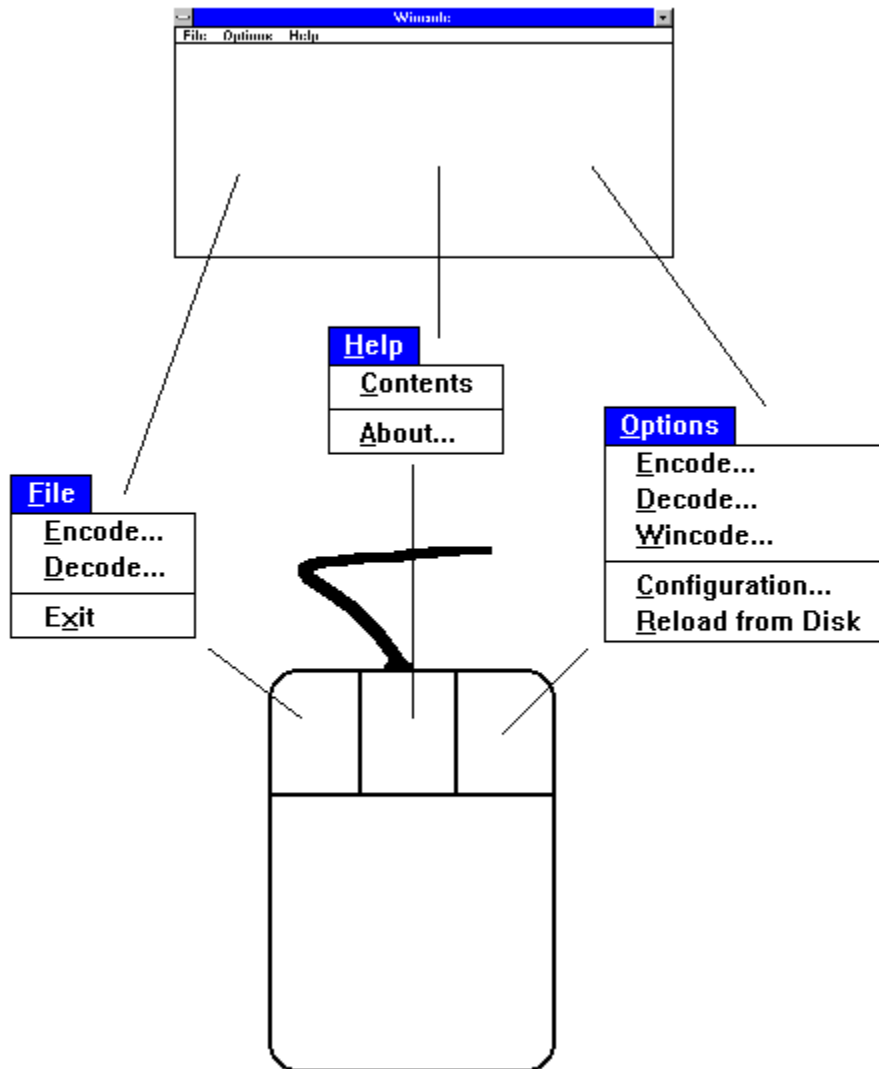 Wincode
File Options Help
Help
Contents
About...
Options
Encode...
Decode...
Wincode...
Configuration...
Reload from Disk
File
Encode...
Decode...
Exit